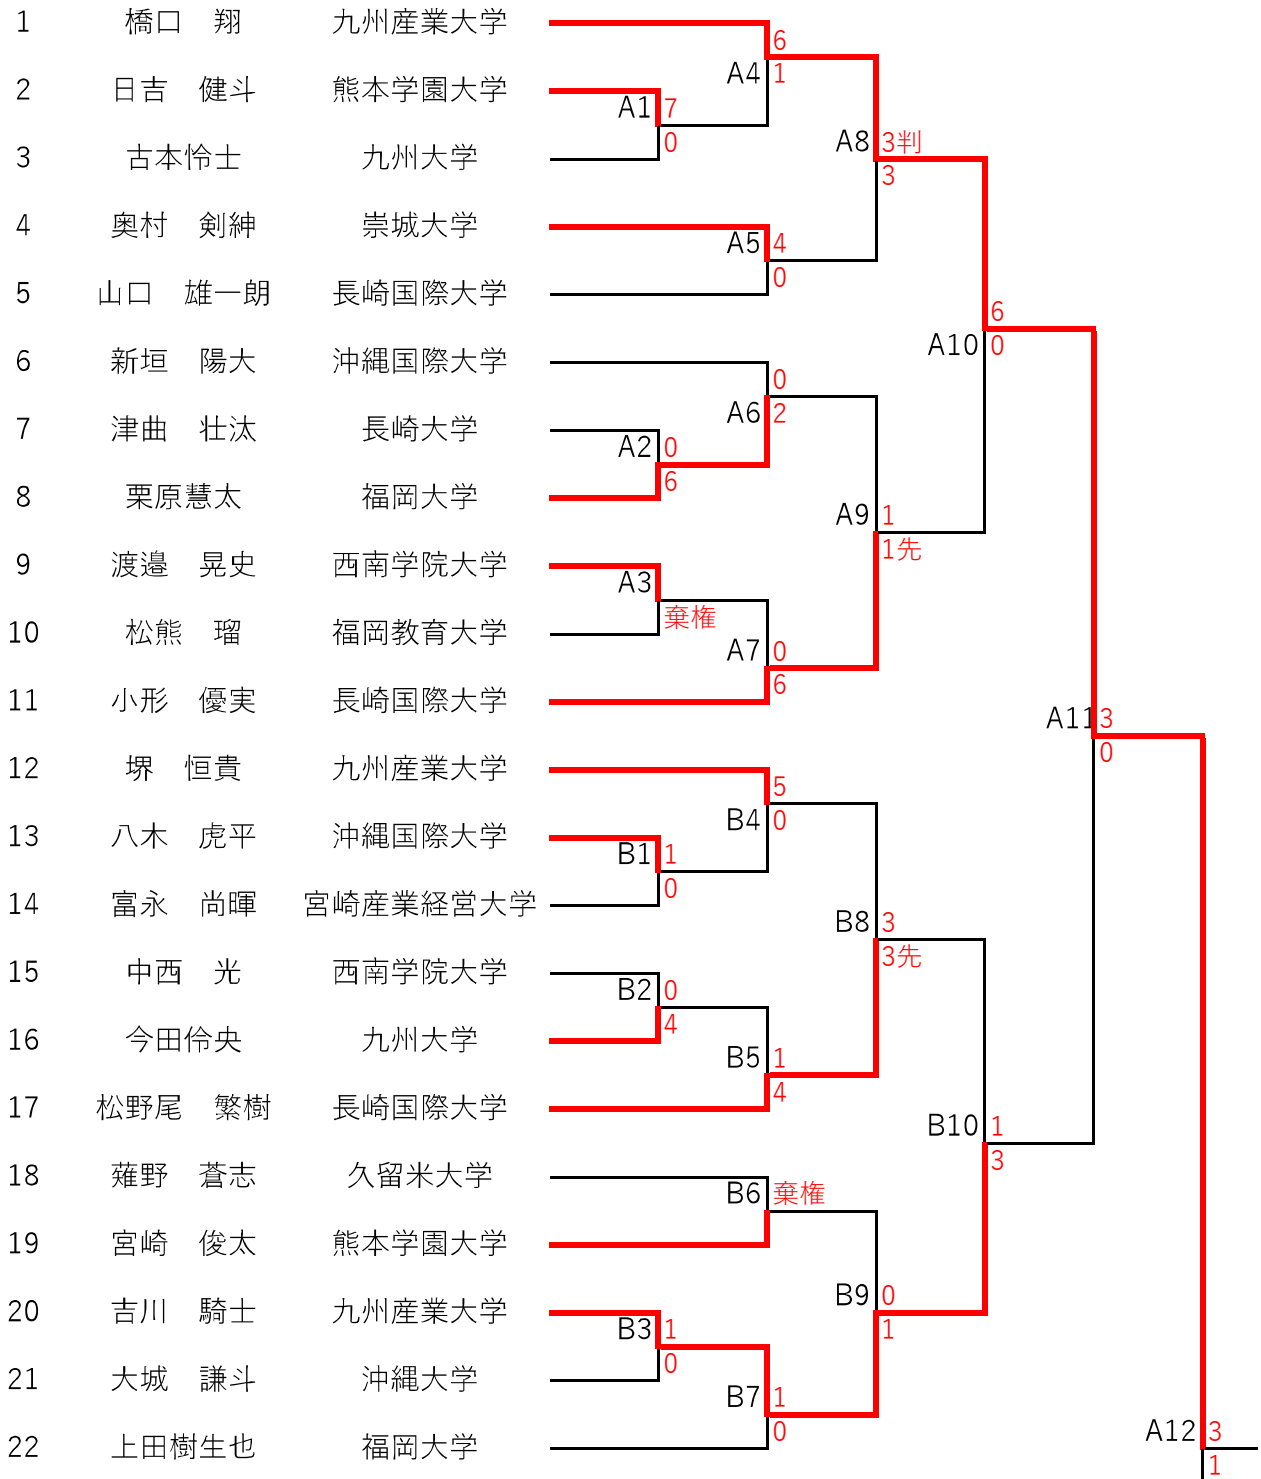 1 橋口　翔 九州産業大学
6
A4 1
2 日吉　健斗 熊本学園大学
A1 7
0
A8 3判
3
3 古本怜士 九州大学
4 奥村　剣紳 崇城大学
A5 4
0
5 山口　雄一朗 長崎国際大学
6
A10 0
6 新垣　陽大 沖縄国際大学
0
A6 2
7 津曲　壮汰 長崎大学
A2 0
6
8 栗原慧太 福岡大学
A9 1
1先
9 渡邉　晃史 西南学院大学
A3
棄権
10 松熊　瑠 福岡教育大学
A7 0
6
11 小形　優実 長崎国際大学
A11 3
0
12 堺　恒貴 九州産業大学
5
B4 0
13 八木　虎平 沖縄国際大学
B1 1
0
14 富永　尚暉 宮崎産業経営大学
B8 3
3先
15 中西　光 西南学院大学
B2 0
4
16 今田伶央 九州大学
B5 1
4
17 松野尾　繁樹 長崎国際大学
B10 1
3
18 薙野　蒼志 久留米大学
B6 棄権
19 宮崎　俊太 熊本学園大学
B9 0
1
20 吉川　騎士 九州産業大学
B3 1
0
21 大城　謙斗 沖縄大学
B7 1
0
22 上田樹生也 福岡大学
A12 3
1